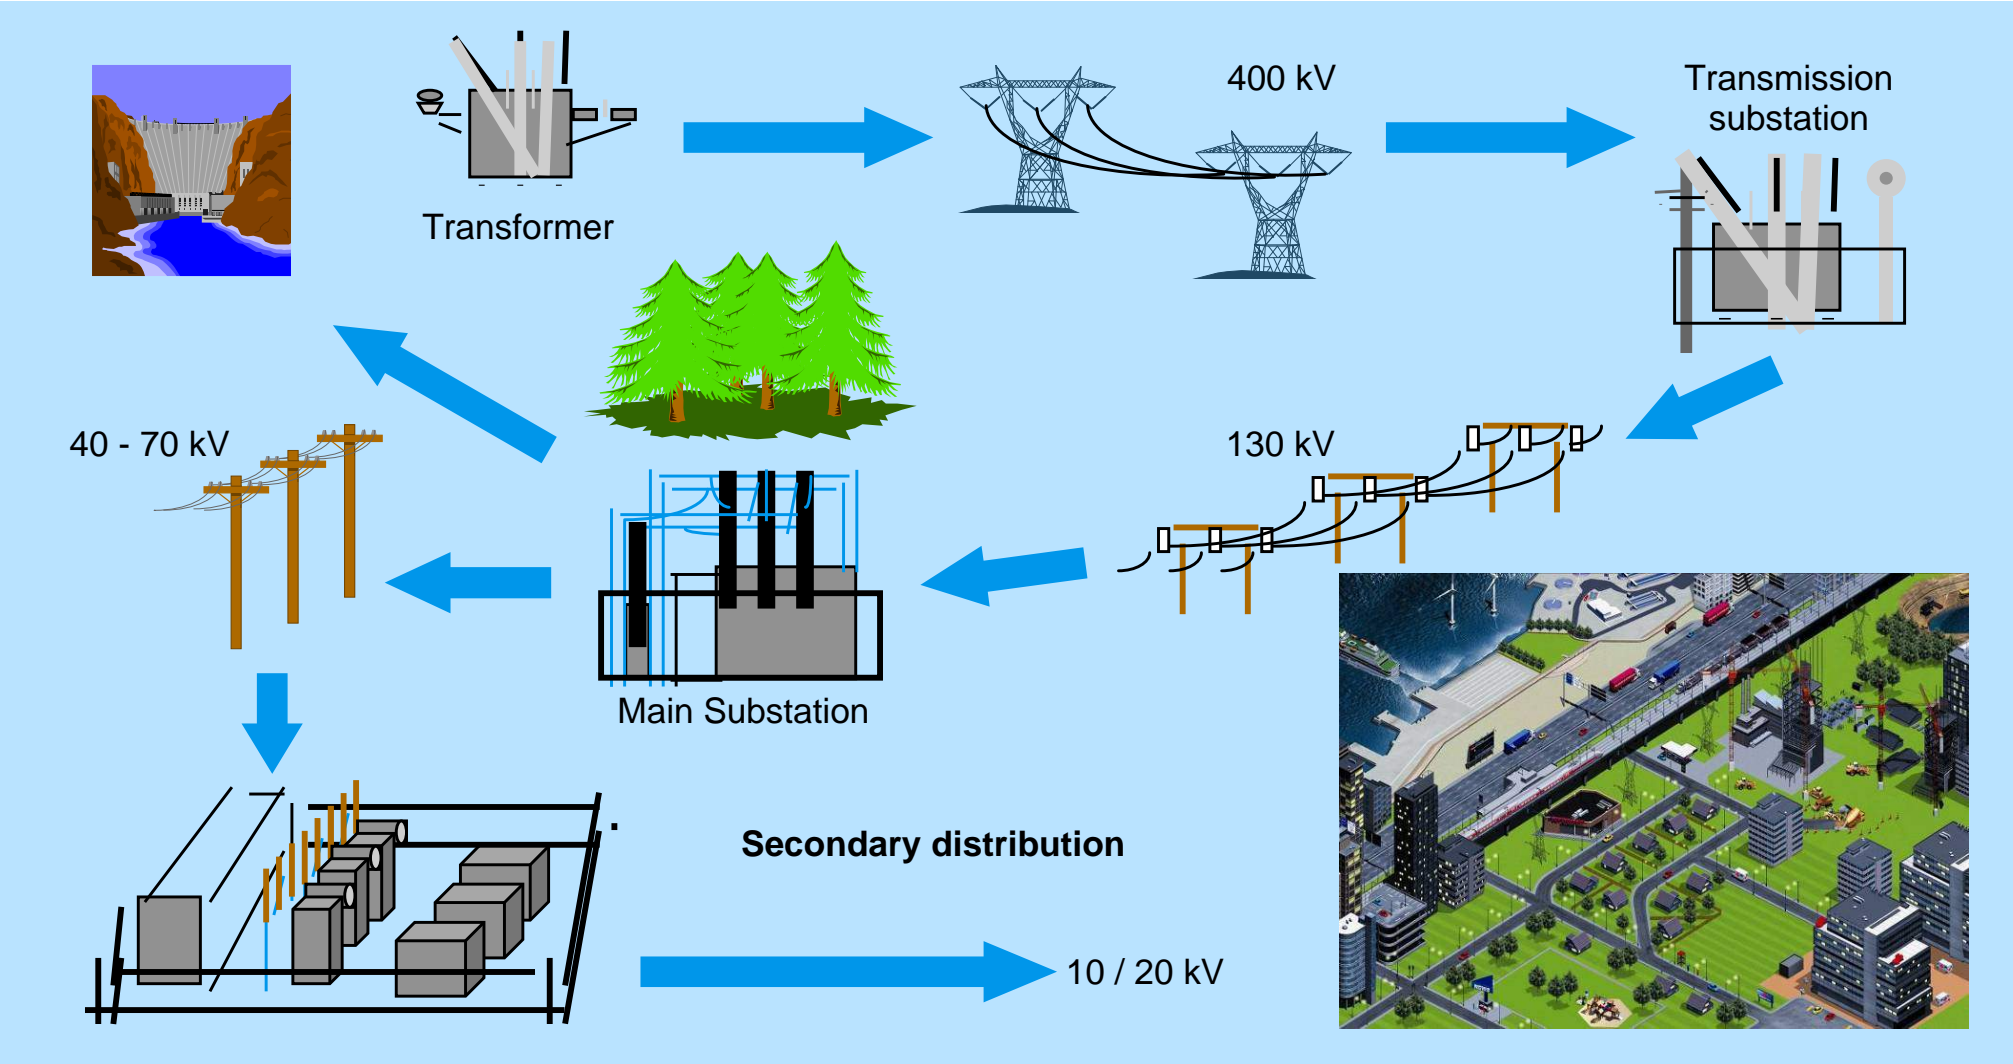 400 kV
Transmission
substation
Transformer
40 - 70 kV
130 kV
Main Substation
.
Secondary distribution
10 / 20 kV